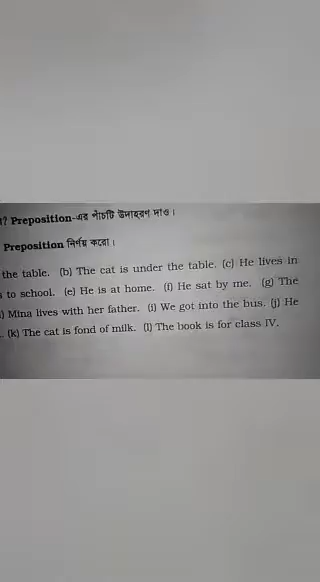 ? Preposition-এর পাঁচটি উদাহরণ দাও।
Preposition নির্ণয় করো।
the table. (b) The cat is under the table. (c) He lives in
to school. (e) He is at home. (f) He sat by me. (g) The
) Mina lives with her father. (i) We got into the bus. (j) He
. (k) The cat is fond of milk. (l) The book is for class IV.